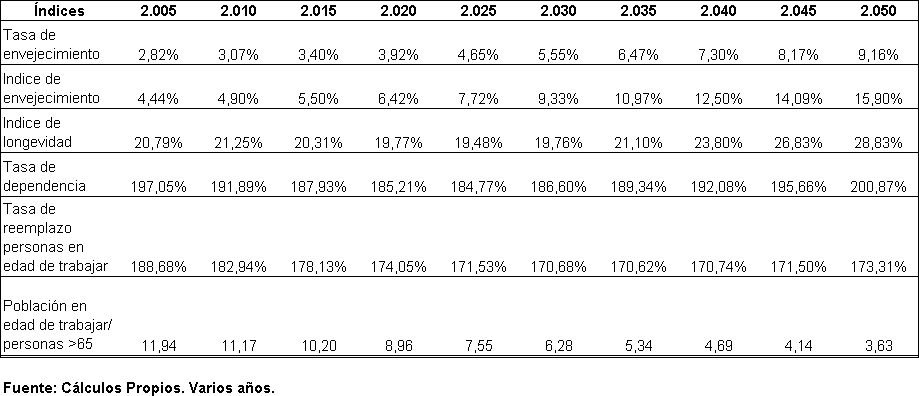 Índices 2.005 2.010 2.015 2.020 2.025 2.030 2.035 2.040 2.045 2.050
Tasa de
envejecimiento 2,82% 3,07% 3,40% 3,92% 4,65% 5,55% 6,47% 7,30% 8,17% 9,16%
Indice de
envejecimiento 4,44% 4,90% 5,50% 6,42% 7,72% 9,33% 10,97% 12,50% 14,09% 15,90%
Indice de
longevidad 20,79% 21,25% 20,31% 19,77% 19,48% 19,76% 21,10% 23,80% 26,83% 28,83%
Tasa de
dependencia 197,05% 191,89% 187,93% 185,21% 184,77% 186,60% 189,34% 192,08% 195,66% 200,87%
Tasa de
reemplazo
personas en
edad de trabajar 188,68% 182,94% 178,13% 174,05% 171,53% 170,68% 170,62% 170,74% 171,50% 173,31%
Población en
edad de trabajar/
personas >65 11,94 11,17 10,20 8,96 7,55 6,28 5,34 4,69 4,14 3,63
Fuente: Cálculos Propios. Varios años.